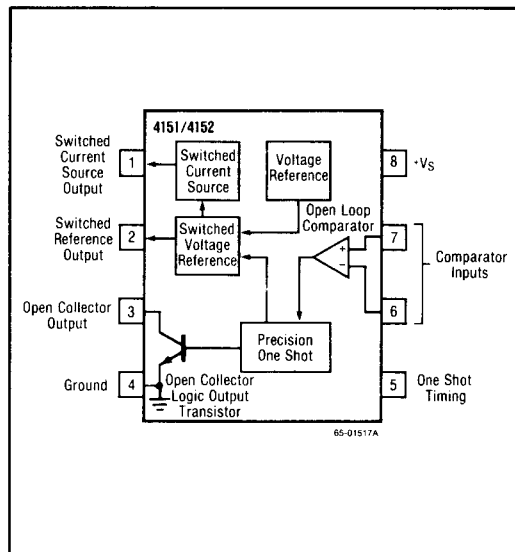 4151/4152
Switched
Current
Source
Output
1
Switched
Current
Source
Voltage
Reference
8
+VS
Switched
Reference
Output
2
Switched
Voltage
Reference
Open Loop
Comparator
+
−
7
6
Comparator
Inputs
Open Collector
Output
3
Precision
One Shot
Ground
4
Open Collector
Logic Output
Transistor
5
One Shot
Timing
65-01517A